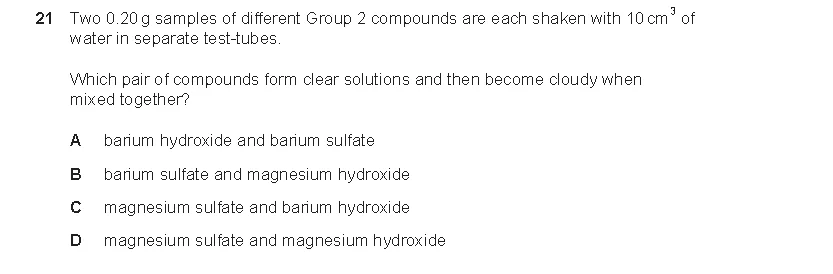 21 Two 0.20 g samples of different Group 2 compounds are each shaken with 10 cm³ of
water in separate test-tubes.
Which pair of compounds form clear solutions and then become cloudy when
mixed together?
A barium hydroxide and barium sulfate
B barium sulfate and magnesium hydroxide
C magnesium sulfate and barium hydroxide
D magnesium sulfate and magnesium hydroxide